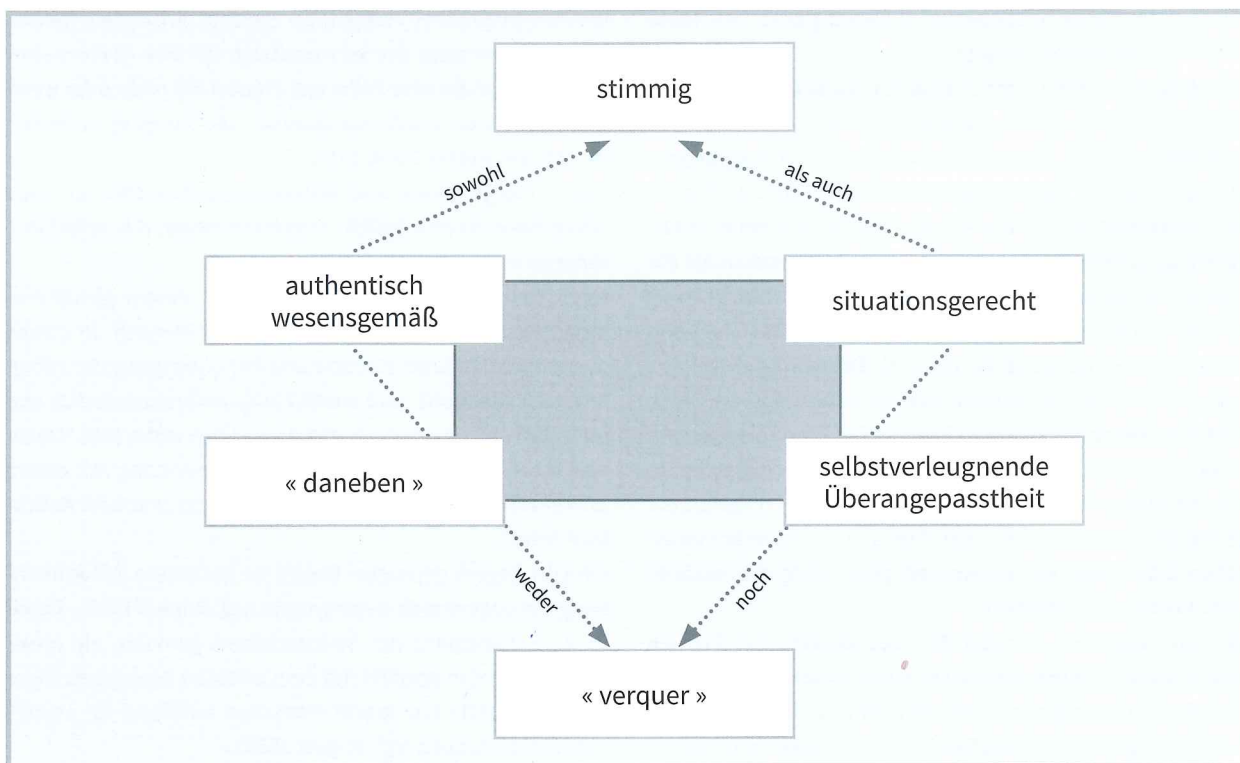 stimmig
sowohl
als auch
authentisch
wesensgemäß
situationsgerecht
« daneben »
selbstverleugnende
Überangepasstheit
weder
noch
« verquer »